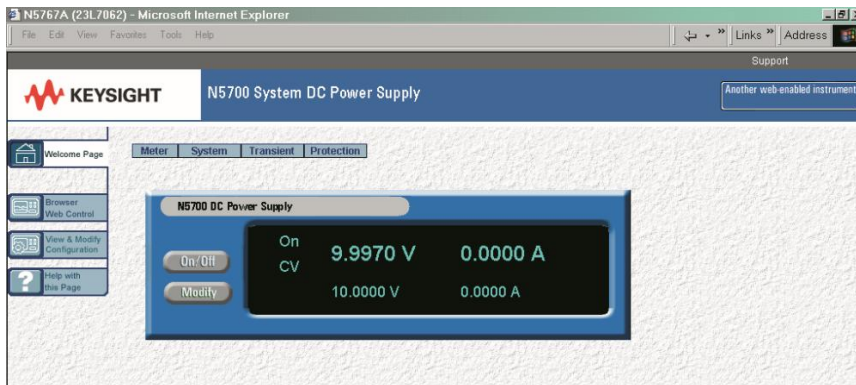 N5767A (23L7062) - Microsoft Internet Explorer
File Edit View Favorites Tools Help
» Links » Address
Support
KEYSIGHT
N5700 System DC Power Supply
Another web-enabled instrument
Welcome Page
Meter System Transient Protection
Browser
Web Control
View & Modify
Configuration
Help with
this Page
N5700 DC Power Supply
On/Off
Modify
On 9.9970 V 0.0000 A
CV
10.0000 V 0.0000 A